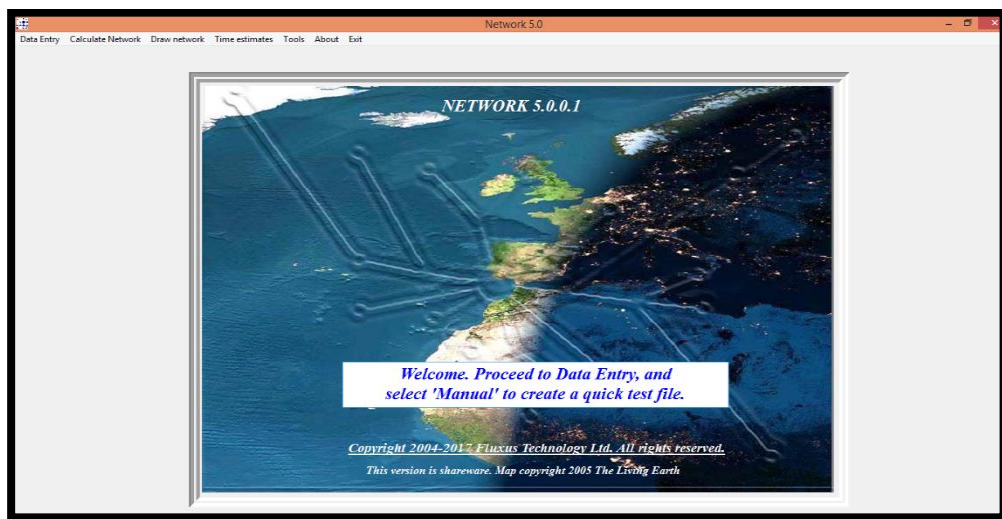 Network 5.0
Data Entry Calculate Network Draw network Time estimates Tools About Exit
NETWORK 5.0.0.1
Welcome. Proceed to Data Entry, and
select 'Manual' to create a quick test file.
Copyright 2004-2017 Fluxus Technology Ltd. All rights reserved.
This version is shareware. Map copyright 2005 The Living Earth